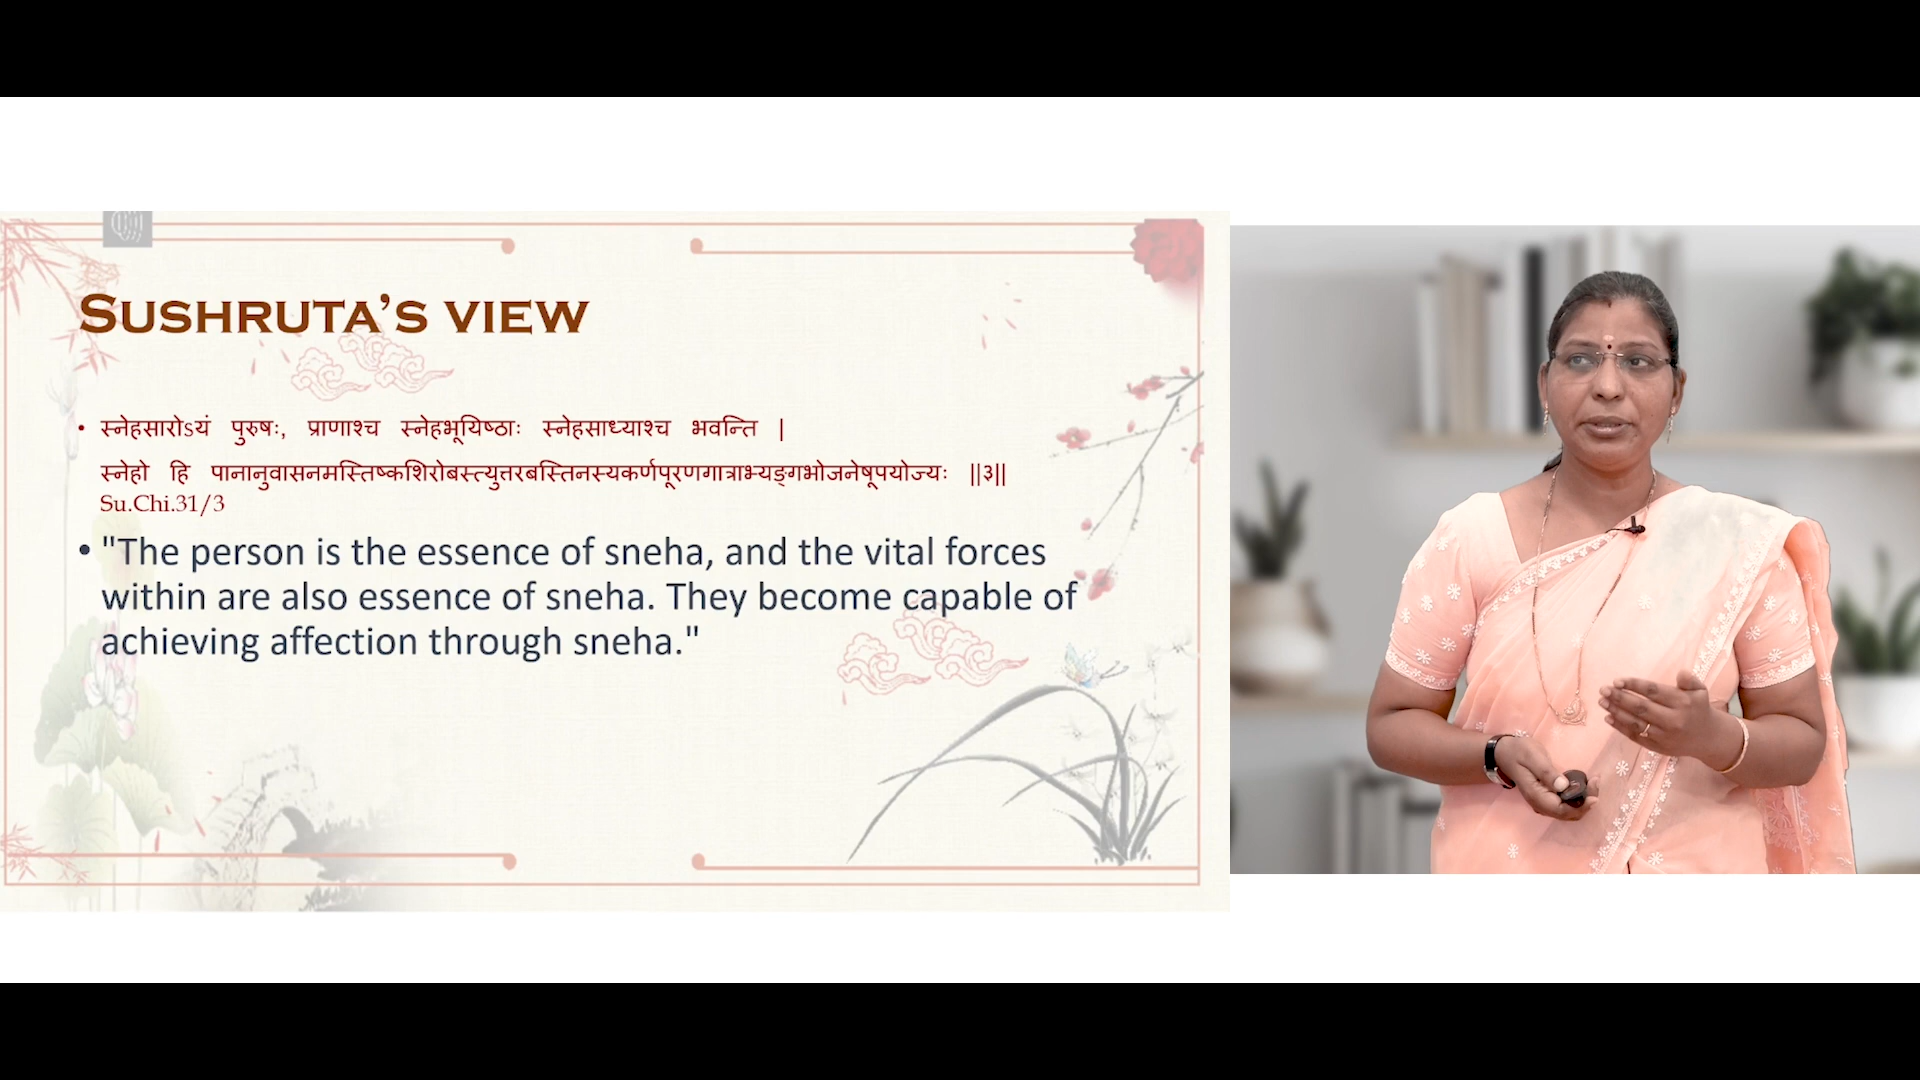 Sushruta's view
• स्नेहसारोऽयं पुरुषः, प्राणाश्च स्नेहभूयिष्ठाः स्नेहसाध्याश्च भवन्ति |
स्नेहो हि पानानुवासनमस्तिष्कशिरोबस्त्युत्तरबस्तिनस्यकर्णपूरणगात्राभ्यङ्गभोजनेषूपयोज्यः ||३||
Su.Chi.31/3
• "The person is the essence of sneha, and the vital forces
within are also essence of sneha. They become capable of
achieving affection through sneha."